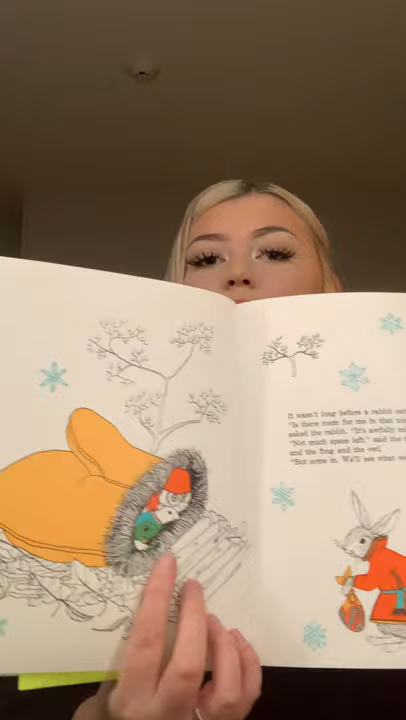 It wasn't long before a rabbit
"Is there room for me in that
asked the rabbit. "It's awfully
"Not much space left," said the
and the frog and the owl.
"But come in. We'll see what